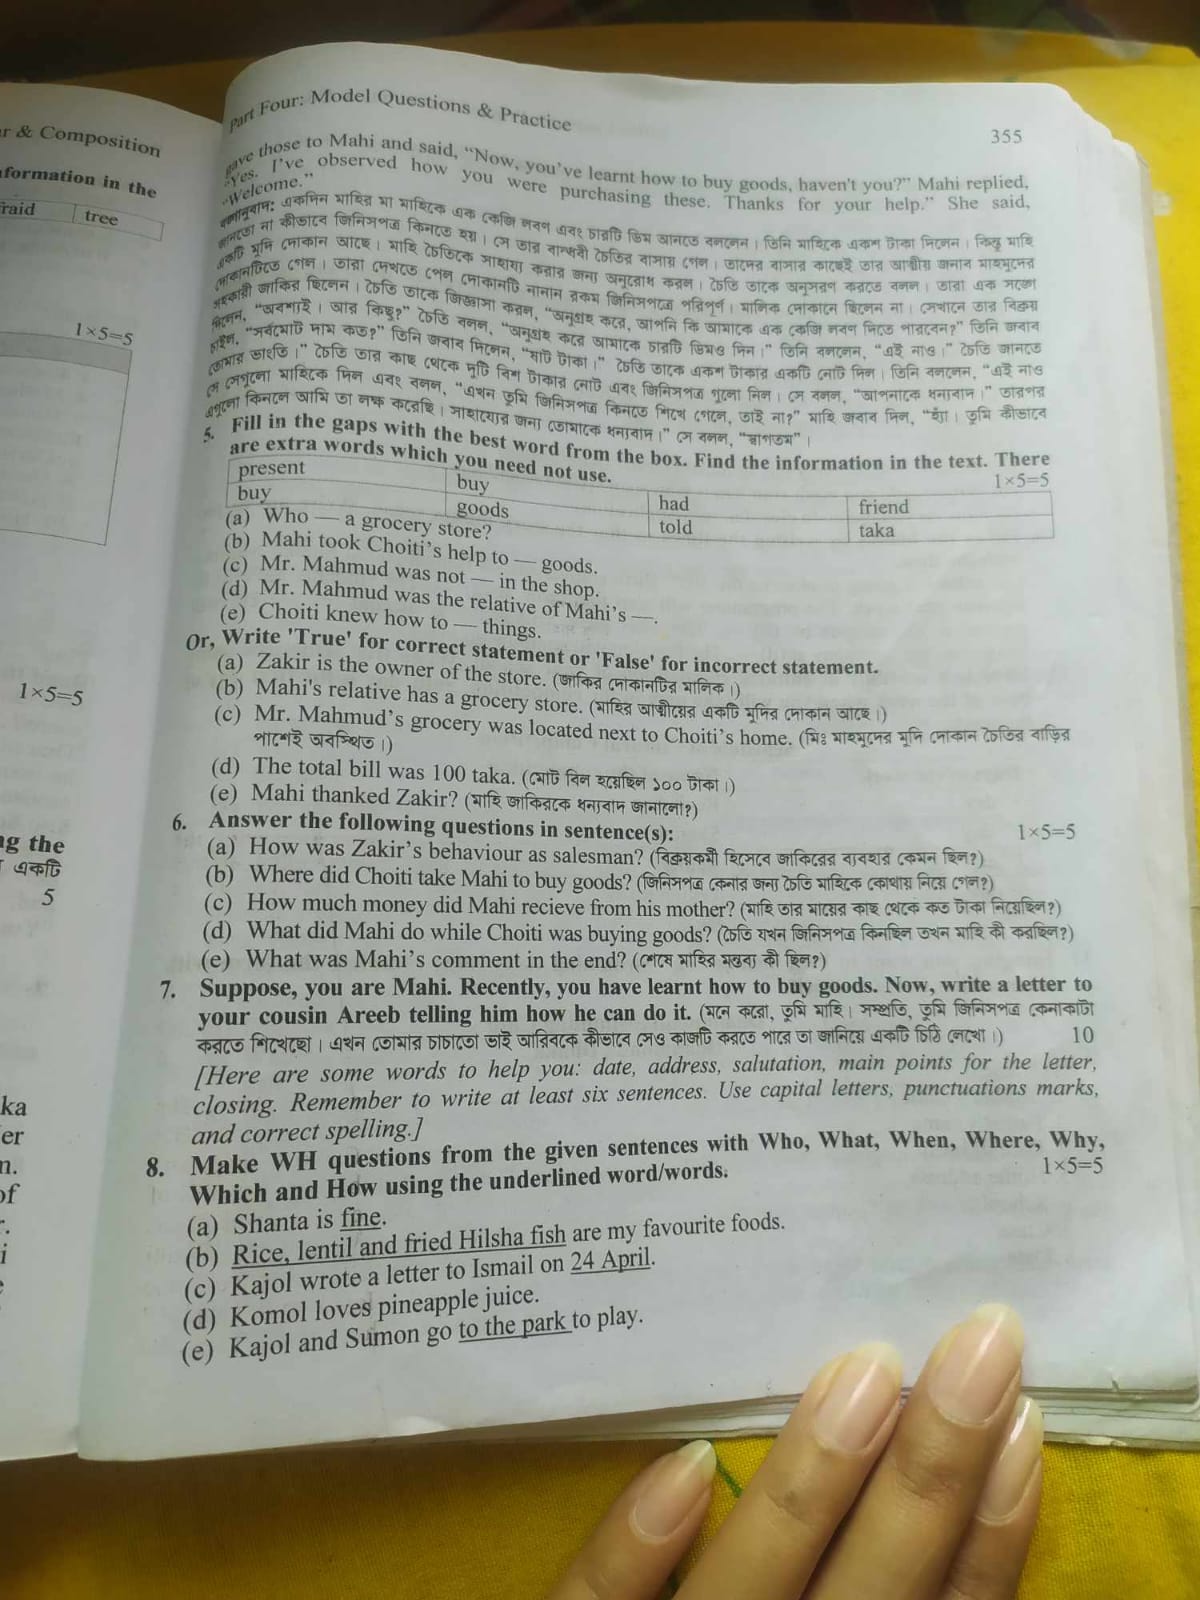 r & Composition
formation in the
raid tree
1×5=5
1×5=5
ng the
একটি
5
ka
er
n.
of
r.
i
Part Four: Model Questions & Practice
355
gave those to Mahi and said, “Now, you’ve learnt how to buy goods, haven't you?” Mahi replied,
“Yes. I’ve observed how you were purchasing these. Thanks for your help.” She said,
“Welcome.”
বঙ্গানুবাদ: একদিন মাহির মা মাহিকে এক কেজি লবণ এবং চারটি ডিম আনতে বললেন। তিনি মাহিকে একশ টাকা দিলেন। কিন্তু মাহি
জানতো না কীভাবে জিনিসপত্র কিনতে হয়। সে তার বান্ধবী চৈতির বাসায় গেল। তাদের বাসার কাছেই তার আত্মীয় জনাব মাহমুদের
একটি মুদি দোকান আছে। মাহি চৈতিকে সাহায্য করার জন্য অনুরোধ করল। চৈতি তাকে অনুসরণ করতে বলল। তারা এক সঙ্গে
দোকানটিতে গেল। তারা দেখতে পেল দোকানটি নানান রকম জিনিসপত্রে পরিপূর্ণ। মালিক দোকানে ছিলেন না। সেখানে তার বিক্রয়
সহকারী জাকির ছিলেন। চৈতি তাকে জিজ্ঞাসা করল, “অনুগ্রহ করে, আপনি কি আমাকে এক কেজি লবণ দিতে পারবেন?” তিনি জবাব
দিলেন, “অবশ্যই। আর কিছু?” চৈতি বলল, “অনুগ্রহ করে আমাকে চারটি ডিমও দিন।” তিনি বললেন, “এই নাও।” চৈতি জানতে
চাইল, “সর্বমোট দাম কত?” তিনি জবাব দিলেন, “ষাট টাকা।” চৈতি তাকে একশ টাকার একটি নোট দিল। তিনি বললেন, “এই নাও
তোমার ভাংতি।” চৈতি তার কাছ থেকে দুটি বিশ টাকার নোট এবং জিনিসপত্র গুলো নিল। সে বলল, “আপনাকে ধন্যবাদ।” তারপর
সে সেগুলো মাহিকে দিল এবং বলল, “এখন তুমি জিনিসপত্র কিনতে শিখে গেলে, তাই না?” মাহি জবাব দিল, “হ্যাঁ। তুমি কীভাবে
এগুলো কিনলে আমি তা লক্ষ করেছি। সাহায্যের জন্য তোমাকে ধন্যবাদ।” সে বলল, “স্বাগতম”।
5. Fill in the gaps with the best word from the box. Find the information in the text. There
are extra words which you need not use. 1×5=5
present buy had friend
buy goods told taka
(a) Who — a grocery store?
(b) Mahi took Choiti’s help to — goods.
(c) Mr. Mahmud was not — in the shop.
(d) Mr. Mahmud was the relative of Mahi’s —.
(e) Choiti knew how to — things.
Or, Write 'True' for correct statement or 'False' for incorrect statement.
(a) Zakir is the owner of the store. (জাকির দোকানটির মালিক।)
(b) Mahi's relative has a grocery store. (মাহির আত্মীয়ের একটি মুদির দোকান আছে।)
(c) Mr. Mahmud’s grocery was located next to Choiti’s home. (মিঃ মাহমুদের মুদি দোকান চৈতির বাড়ির
পাশেই অবস্থিত।)
(d) The total bill was 100 taka. (মোট বিল হয়েছিল ১০০ টাকা।)
(e) Mahi thanked Zakir? (মাহি জাকিরকে ধন্যবাদ জানালো?)
6. Answer the following questions in sentence(s): 1×5=5
(a) How was Zakir’s behaviour as salesman? (বিক্রয়কর্মী হিসেবে জাকিরের ব্যবহার কেমন ছিল?)
(b) Where did Choiti take Mahi to buy goods? (জিনিসপত্র কেনার জন্য চৈতি মাহিকে কোথায় নিয়ে গেল?)
(c) How much money did Mahi recieve from his mother? (মাহি তার মায়ের কাছ থেকে কত টাকা নিয়েছিল?)
(d) What did Mahi do while Choiti was buying goods? (চৈতি যখন জিনিসপত্র কিনছিল তখন মাহি কী করছিল?)
(e) What was Mahi’s comment in the end? (শেষে মাহির মন্তব্য কী ছিল?)
7. Suppose, you are Mahi. Recently, you have learnt how to buy goods. Now, write a letter to
your cousin Areeb telling him how he can do it. (মনে করো, তুমি মাহি। সম্প্রতি, তুমি জিনিসপত্র কেনাকাটা
করতে শিখেছো। এখন তোমার চাচাতো ভাই আরিবকে কীভাবে সেও কাজটি করতে পারে তা জানিয়ে একটি চিঠি লেখো।) 10
[Here are some words to help you: date, address, salutation, main points for the letter,
closing. Remember to write at least six sentences. Use capital letters, punctuations marks,
and correct spelling.]
8. Make WH questions from the given sentences with Who, What, When, Where, Why,
Which and How using the underlined word/words. 1×5=5
(a) Shanta is fine.
(b) Rice, lentil and fried Hilsha fish are my favourite foods.
(c) Kajol wrote a letter to Ismail on 24 April.
(d) Komol loves pineapple juice.
(e) Kajol and Sumon go to the park to play.